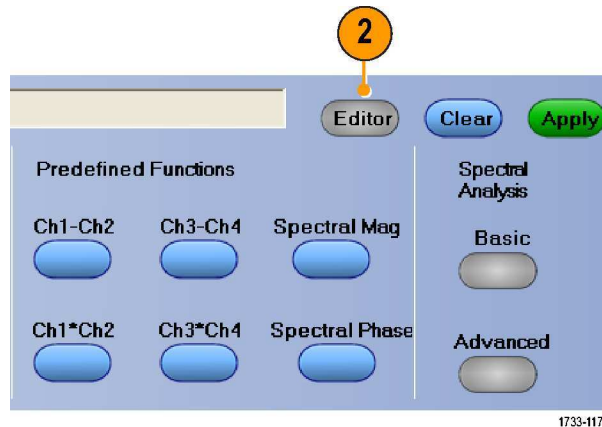 2
Editor Clear Apply
Predefined Functions
Spectral
Analysis
Ch1-Ch2 Ch3-Ch4 Spectral Mag
Basic
Ch1*Ch2 Ch3*Ch4 Spectral Phase
Advanced
1733-117